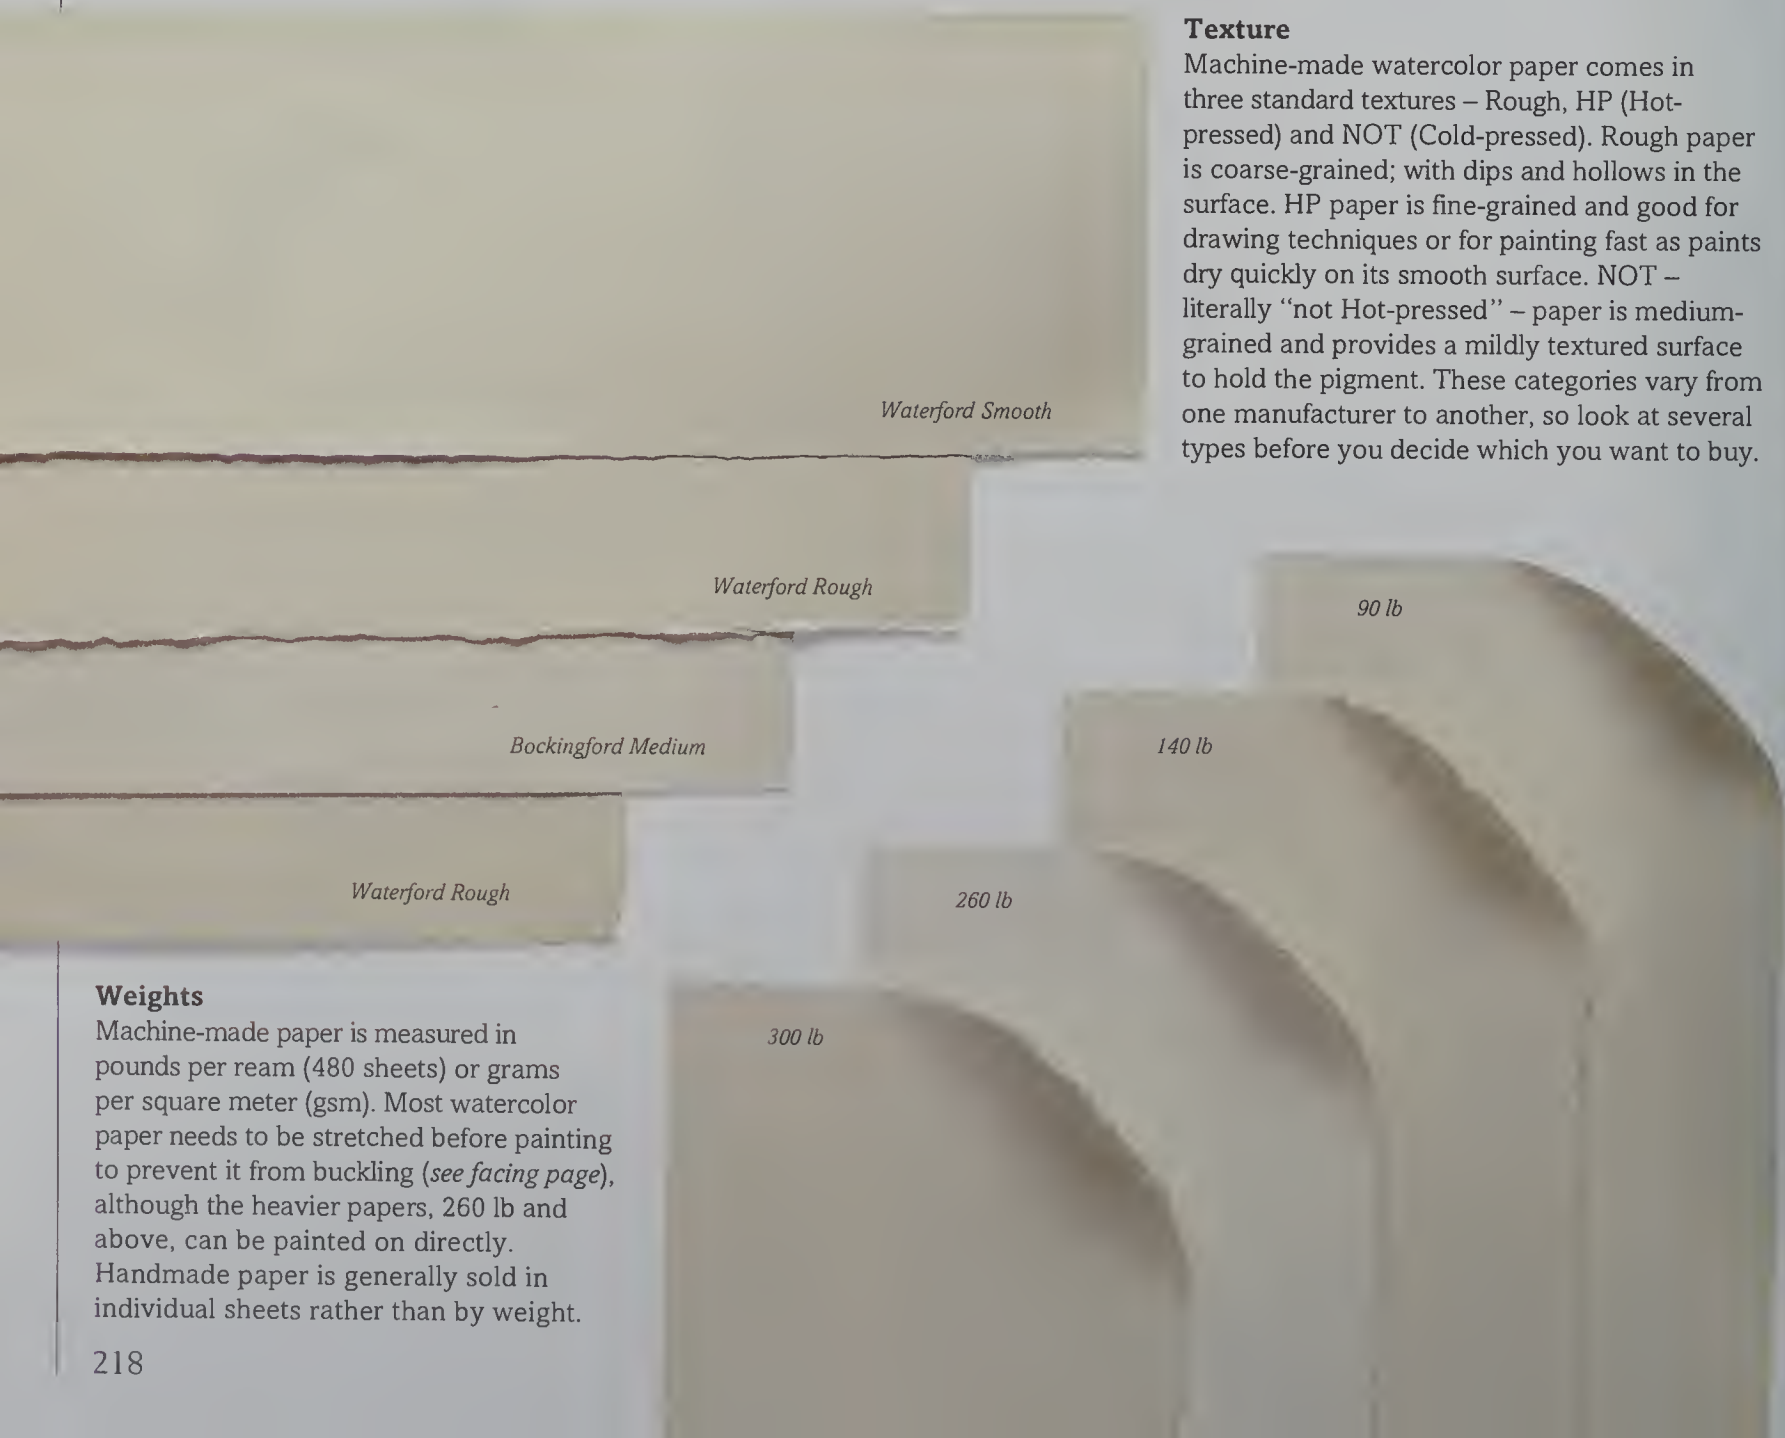 Texture
Machine-made watercolor paper comes in
three standard textures – Rough, HP (Hot-
pressed) and NOT (Cold-pressed). Rough paper
is coarse-grained; with dips and hollows in the
surface. HP paper is fine-grained and good for
drawing techniques or for painting fast as paints
dry quickly on its smooth surface. NOT –
literally “not Hot-pressed” – paper is medium-
grained and provides a mildly textured surface
to hold the pigment. These categories vary from
one manufacturer to another, so look at several
types before you decide which you want to buy.
Waterford Smooth
Waterford Rough
Bockingford Medium
Waterford Rough
90 lb
140 lb
260 lb
300 lb
Weights
Machine-made paper is measured in
pounds per ream (480 sheets) or grams
per square meter (gsm). Most watercolor
paper needs to be stretched before painting
to prevent it from buckling (see facing page),
although the heavier papers, 260 lb and
above, can be painted on directly.
Handmade paper is generally sold in
individual sheets rather than by weight.
218